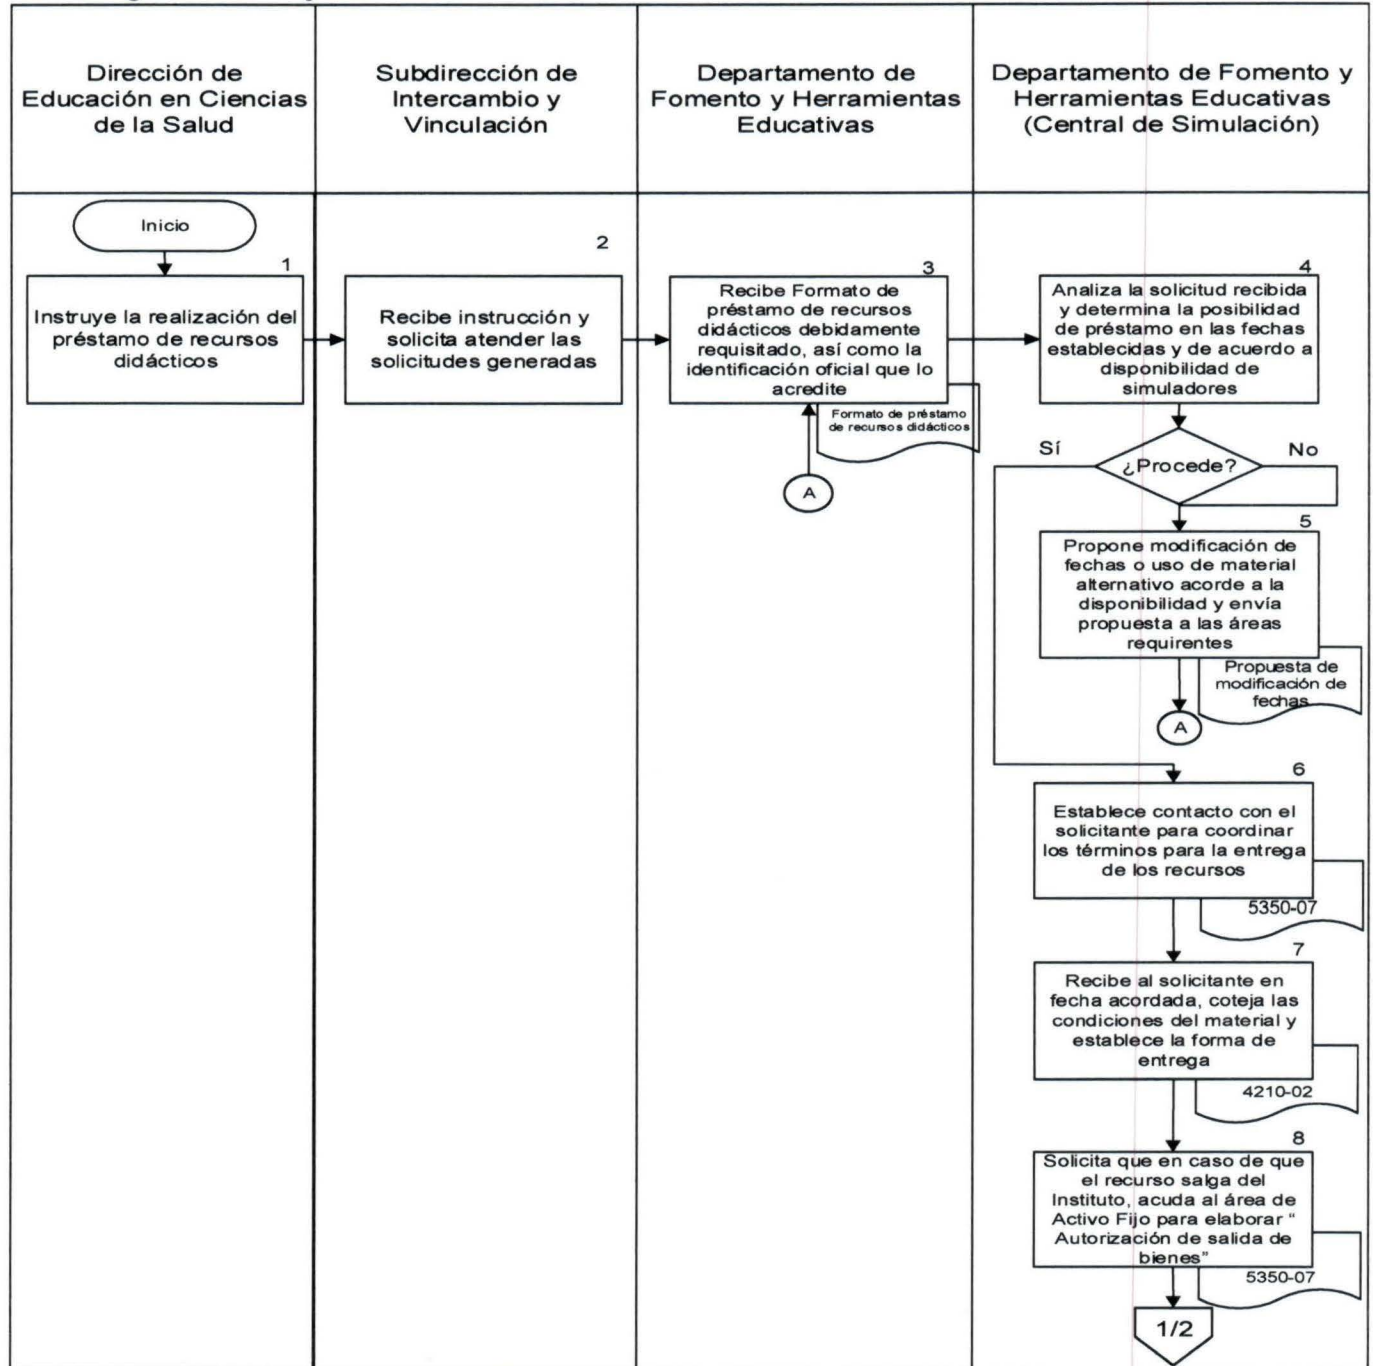 Dirección de
Educación en Ciencias
de la Salud
Subdirección de
Intercambio y
Vinculación
Departamento de
Fomento y Herramientas
Educativas
Departamento de Fomento y
Herramientas Educativas
(Central de Simulación)
Inicio
1
Instruye la realización del
préstamo de recursos
didácticos
2
Recibe instrucción y
solicita atender las
solicitudes generadas
3
Recibe Formato de
préstamo de recursos
didácticos debidamente
requisitado, así como la
identificación oficial que lo
acredite
Formato de préstamo
de recursos didácticos
A
4
Analiza la solicitud recibida
y determina la posibilidad
de préstamo en las fechas
establecidas y de acuerdo a
disponibilidad de
simuladores
Sí
¿Procede?
No
5
Propone modificación de
fechas o uso de material
alternativo acorde a la
disponibilidad y envía
propuesta a las áreas
requirentes
Propuesta de
modificación de
fechas
A
6
Establece contacto con el
solicitante para coordinar
los términos para la entrega
de los recursos
5350-07
7
Recibe al solicitante en
fecha acordada, coteja las
condiciones del material y
establece la forma de
entrega
4210-02
8
Solicita que en caso de que
el recurso salga del
Instituto, acuda al área de
Activo Fijo para elaborar “
Autorización de salida de
bienes”
5350-07
1/2